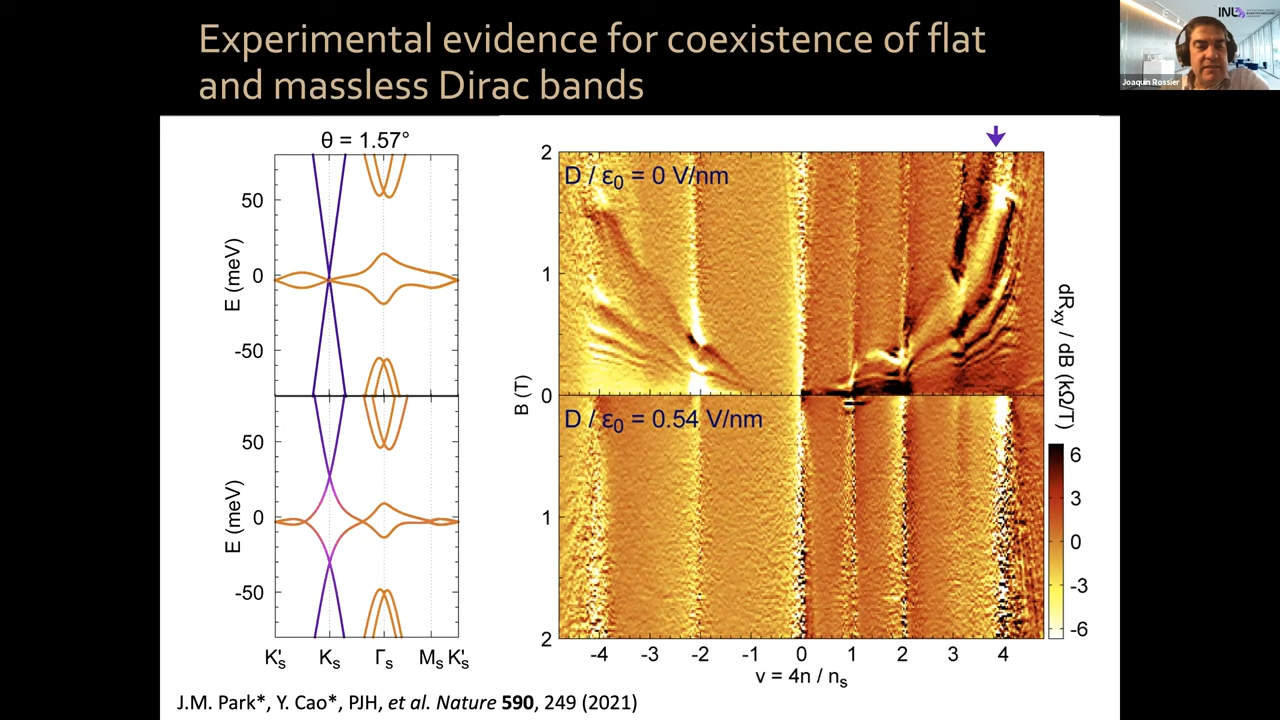 Experimental evidence for coexistence of flat
and massless Dirac bands
INL
Joaquin Rossier
θ = 1.57°
50
0
-50
E (meV)
50
0
-50
E (meV)
K's Ks Γs Ms K's
2
1
0
1
2
B (T)
D / ε0 = 0 V/nm
D / ε0 = 0.54 V/nm
-4 -3 -2 -1 0 1 2 3 4
ν = 4n / ns
dRxy / dB (kΩ/T)
6
3
0
-3
-6
J.M. Park*, Y. Cao*, PJH, et al. Nature 590, 249 (2021)